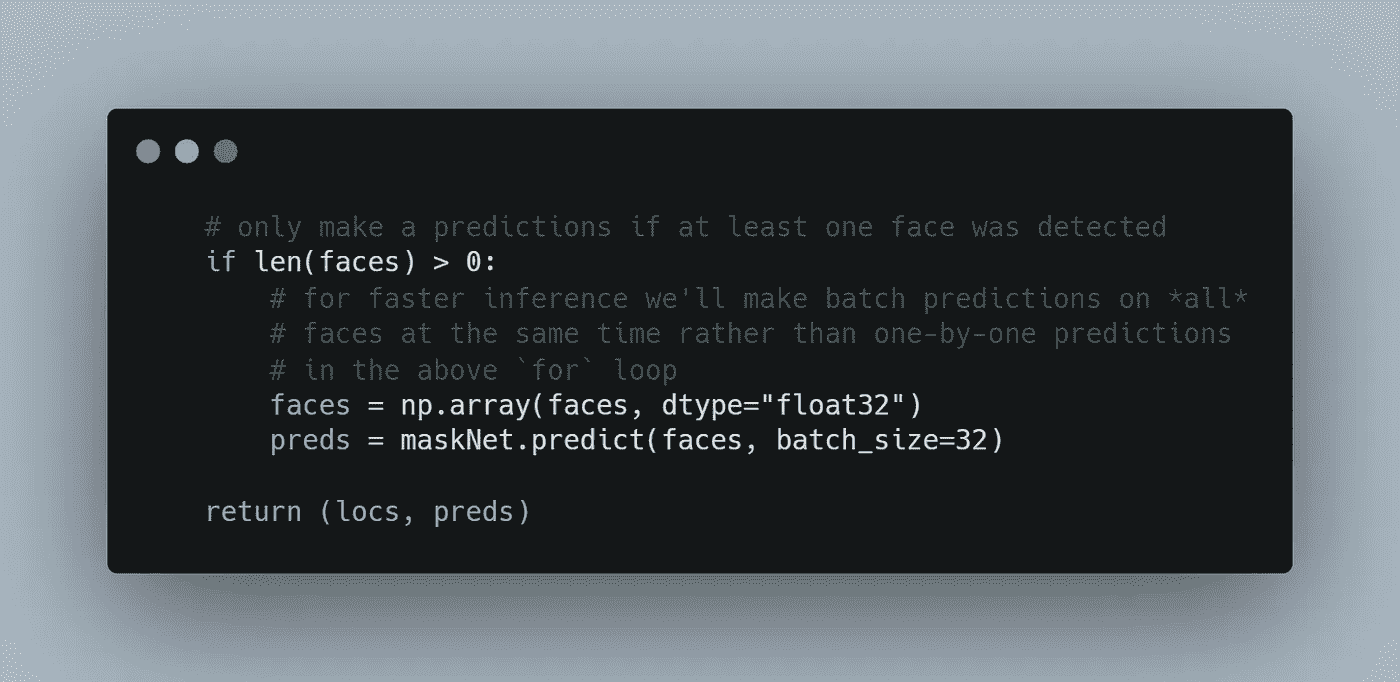 # only make a predictions if at least one face was detected
if len(faces) > 0:
    # for faster inference we'll make batch predictions on *all*
    # faces at the same time rather than one-by-one predictions
    # in the above `for` loop
    faces = np.array(faces, dtype="float32")
    preds = maskNet.predict(faces, batch_size=32)

return (locs, preds)